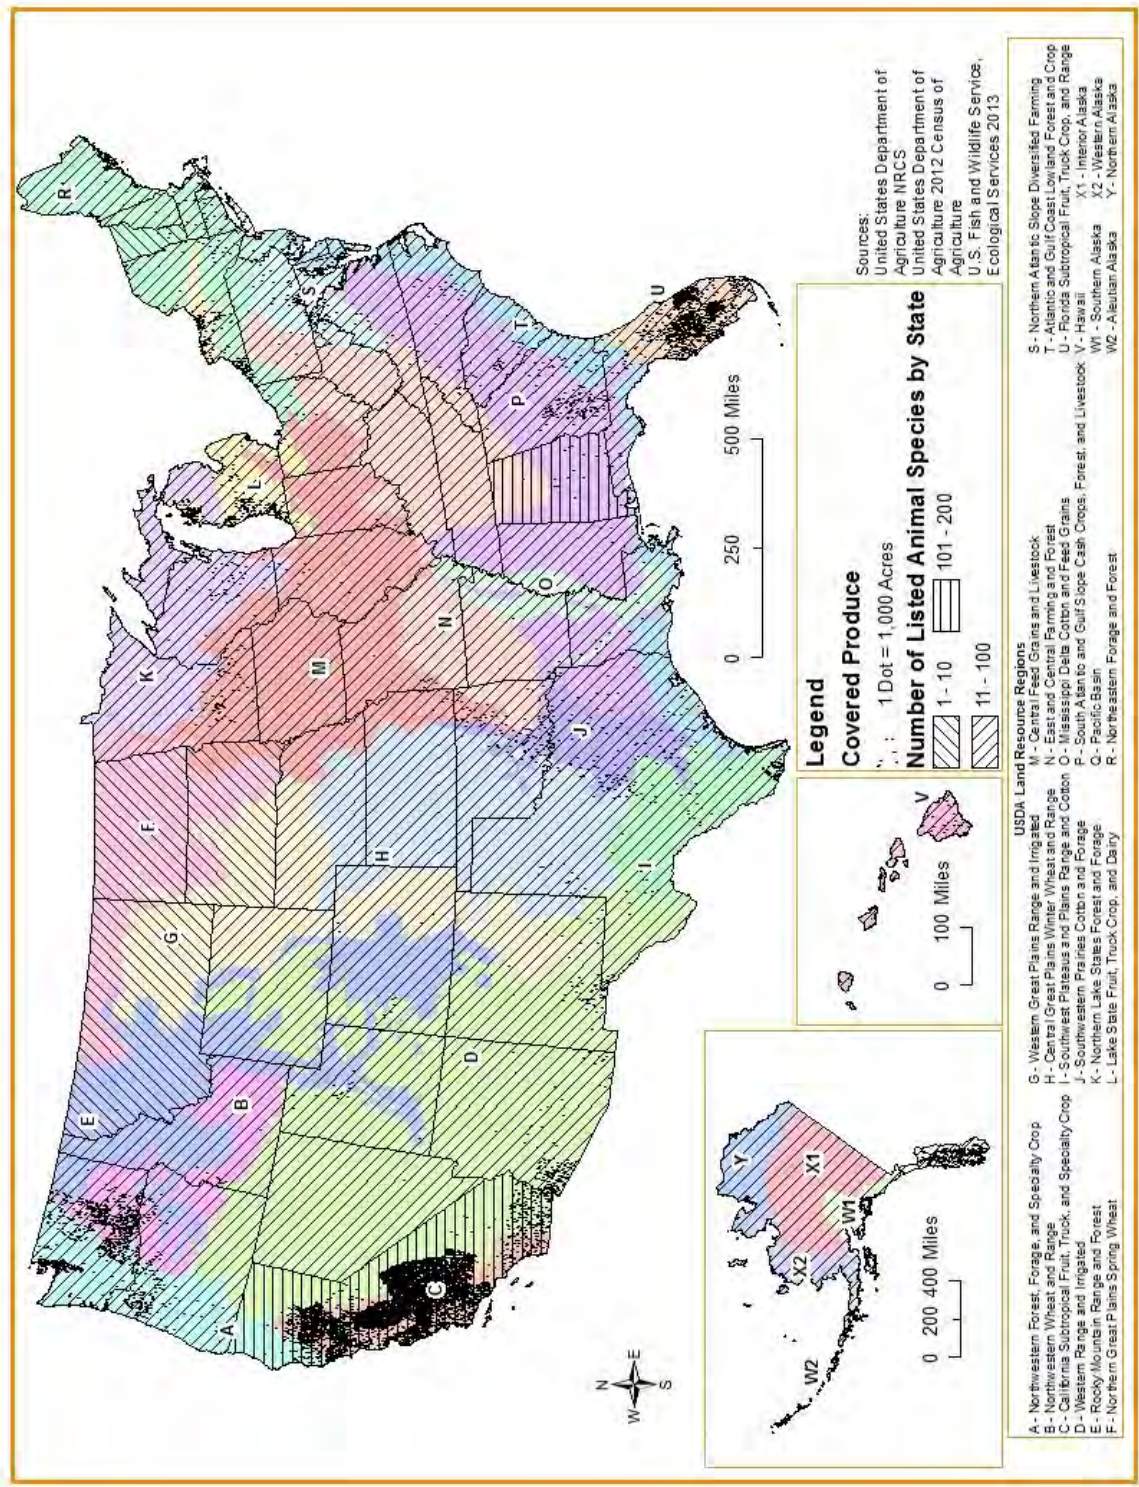 R
S
T
U
P
L
K
M
N
O
J
F
G
H
I
E
B
D
A
C
N
W
E
S
0 250 500 Miles
Y
X1
X2
W1
W2
0 200 400 Miles
V
0 100 Miles
Legend
Covered Produce
1 Dot = 1,000 Acres
Number of Listed Animal Species by State
1 - 10
101 - 200
11 - 100
Sources:
United States Department of
Agriculture NRCS
United States Department of
Agriculture 2012 Census of
Agriculture
U.S. Fish and Wildlife Service,
Ecological Services 2013
USDA Land Resource Regions
A - Northwestern Forest, Forage, and Specialty Crop
B - Northwestern Wheat and Range
C - California Subtropical Fruit, Truck, and Specialty Crop
D - Western Range and Irrigated
E - Rocky Mountain Range and Forest
F - Northern Great Plains Spring Wheat
G - Western Great Plains Range and Irrigated
H - Central Great Plains Winter Wheat and Range
I - Southwest Plateaus and Plains Range and Cotton
J - Southwestern Prairies Cotton and Forage
K - Northern Lake States Forest and Forage
L - Lake State Fruit, Truck Crop, and Dairy
M - Central Feed Grains and Livestock
N - East and Central Farming and Forest
O - Mississippi Delta Cotton and Feed Grains
P - South Atlantic and Gulf Slope Cash Crops, Forest, and Livestock
Q - Pacific Basin
R - Northeastern Forage and Forest
S - Northern Atlantic Slope Diversified Farming
T - Atlantic and Gulf Coast Lowland Forest and Crop
U - Florida Subtropical Fruit, Truck Crop, and Range
V - Hawaii
W1 - Southern Alaska
W2 - Aleutian Alaska
X1 - Interior Alaska
X2 - Western Alaska
Y - Northern Alaska